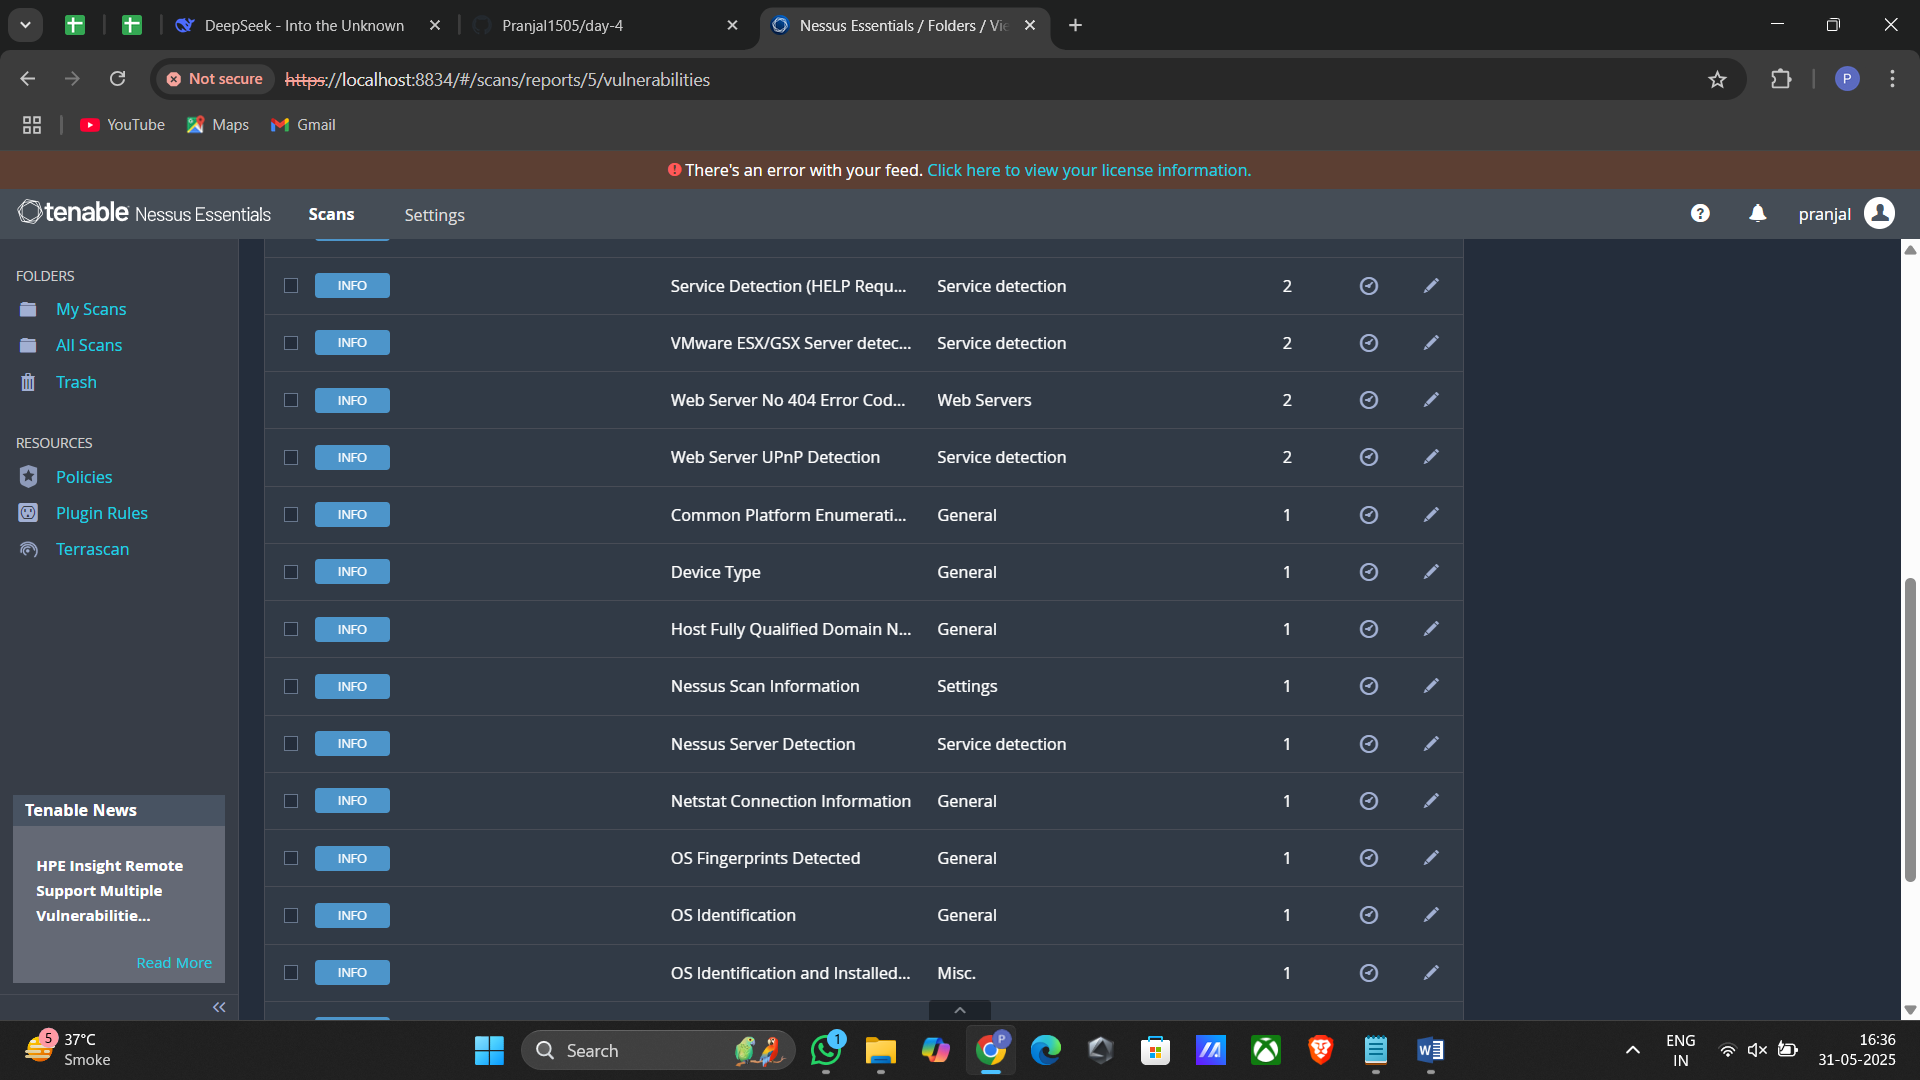 DeepSeek - Into the Unknown
Pranjal1505/day-4
Nessus Essentials / Folders / Vie
Not secure https://localhost:8834/#/scans/reports/5/vulnerabilities
P
YouTube
Maps
Gmail
There's an error with your feed. Click here to view your license information.
tenable Nessus Essentials
Scans
Settings
?
pranjal
FOLDERS
My Scans
All Scans
Trash
RESOURCES
Policies
Plugin Rules
Terrascan
INFO Service Detection (HELP Requ... Service detection 2
INFO VMware ESX/GSX Server detec... Service detection 2
INFO Web Server No 404 Error Cod... Web Servers 2
INFO Web Server UPnP Detection Service detection 2
INFO Common Platform Enumerati... General 1
INFO Device Type General 1
INFO Host Fully Qualified Domain N... General 1
INFO Nessus Scan Information Settings 1
INFO Nessus Server Detection Service detection 1
INFO Netstat Connection Information General 1
INFO OS Fingerprints Detected General 1
INFO OS Identification General 1
INFO OS Identification and Installed... Misc. 1
Tenable News
HPE Insight Remote
Support Multiple
Vulnerabilitie...
Read More
5
37°C
Smoke
Search
1
P
ENG
IN
16:36
31-05-2025